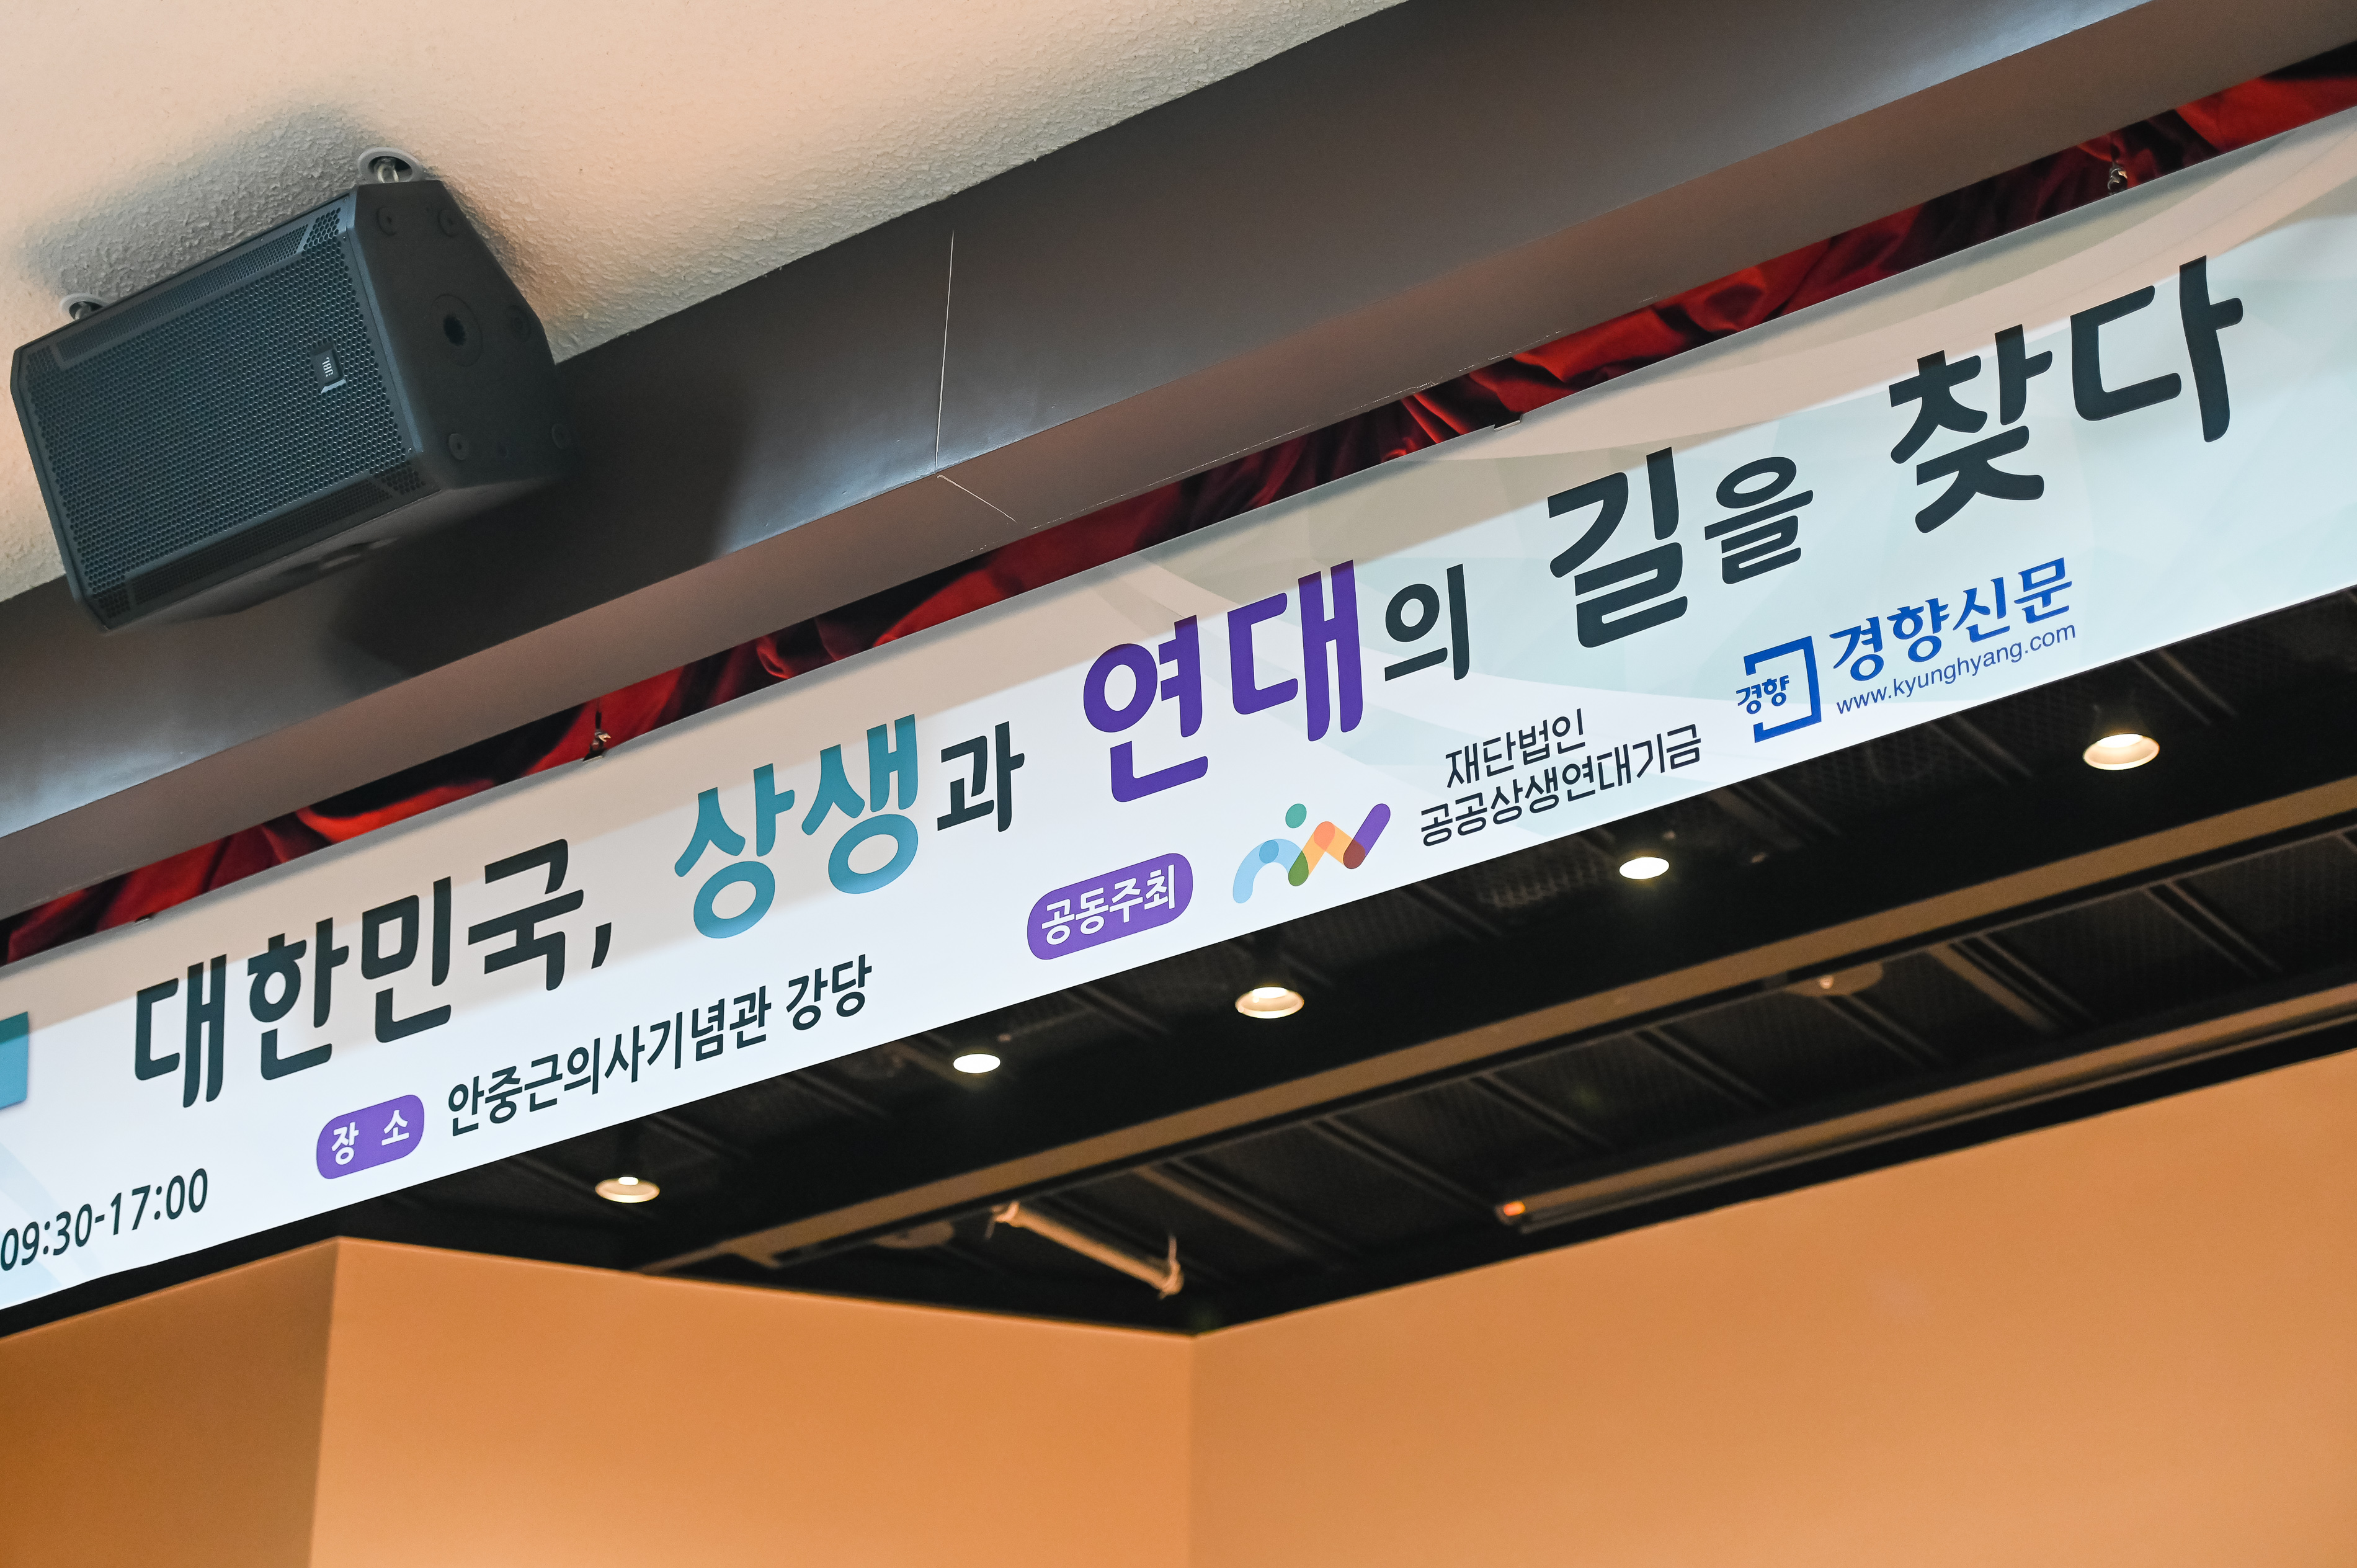 JBL
대한민국, 상생과 연대의 길을 찾다
09:30-17:00
장 소 안중근의사기념관 강당
공동주최
재단법인
공공상생연대기금
경향
경향신문
www.kyunghyang.com